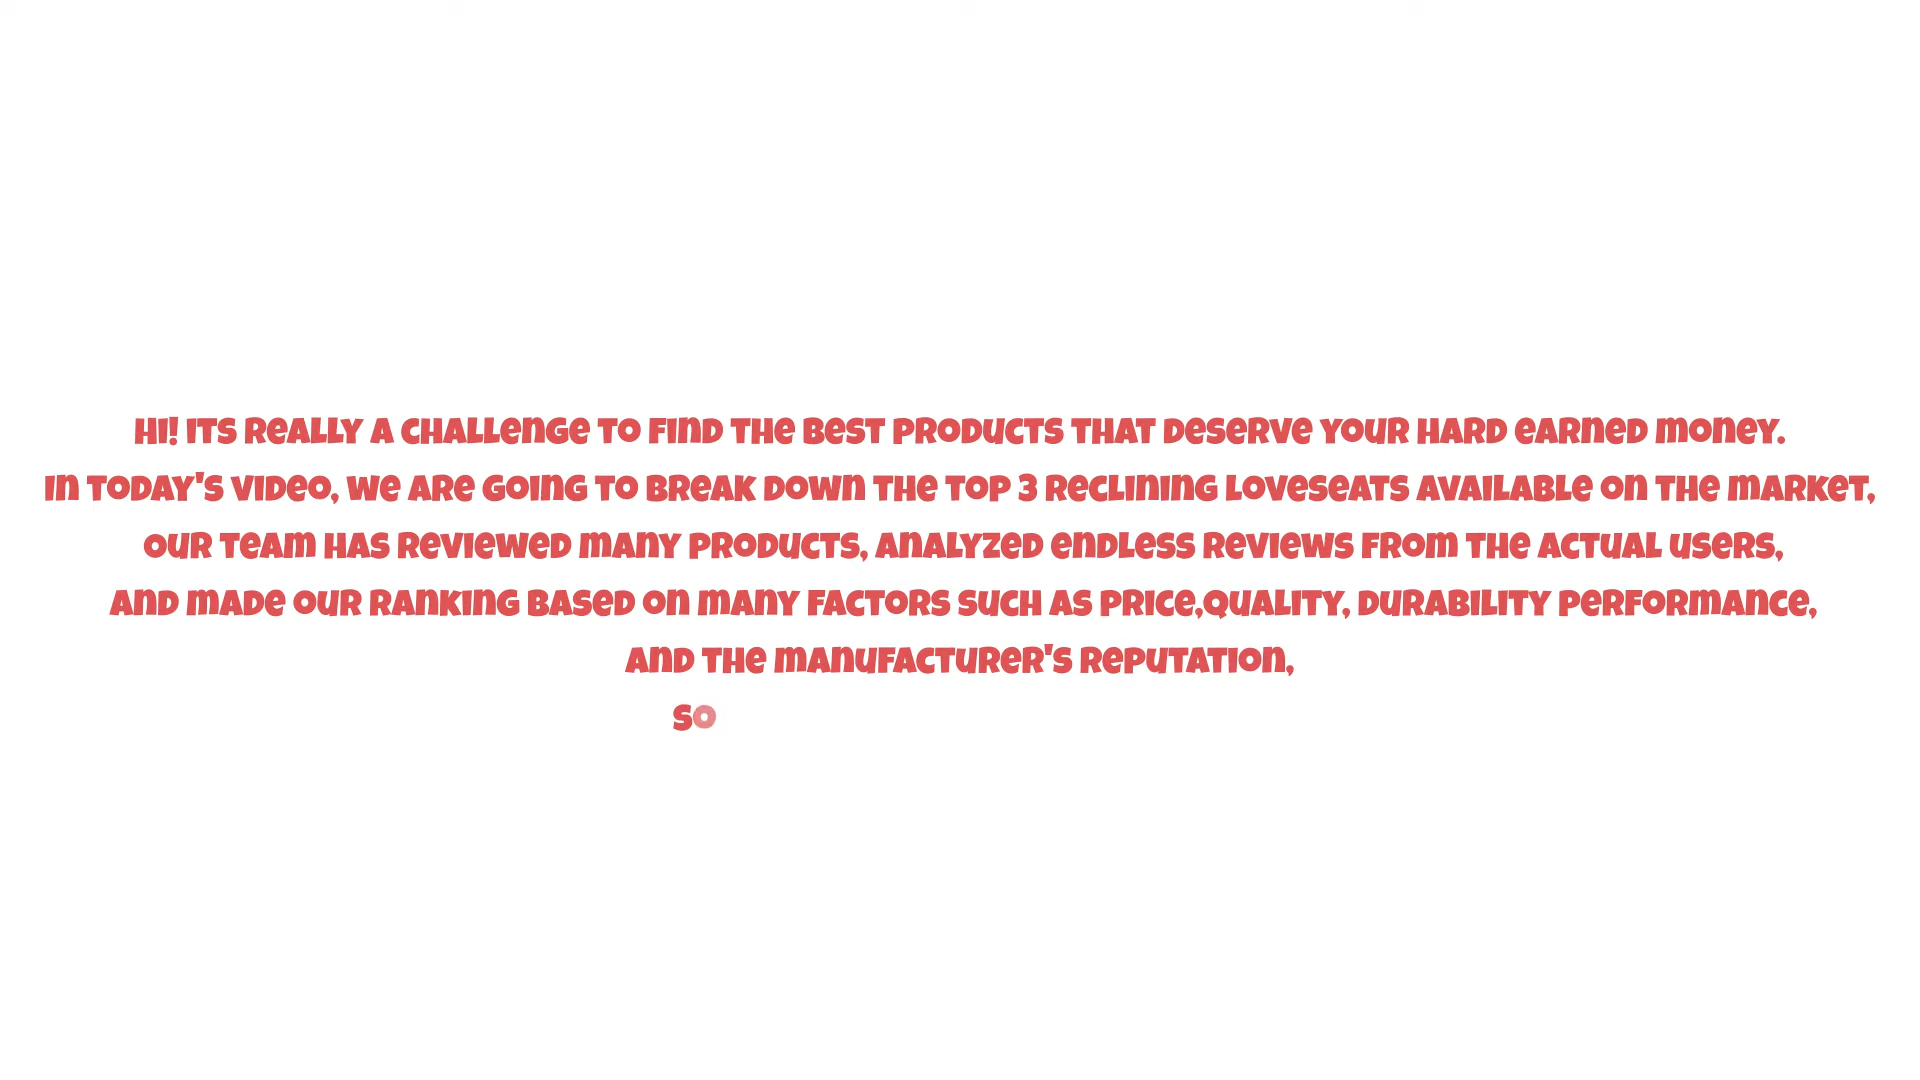 Hi! Its really a challenge to find the best products that deserve your hard earned money.
In today's video, we are going to break down the top 3 reclining loveseats available on the market,
our team has reviewed many products, analyzed endless reviews from the actual users,
and made our ranking based on many factors such as price,quality, durability performance,
and the manufacturer's reputation,
so